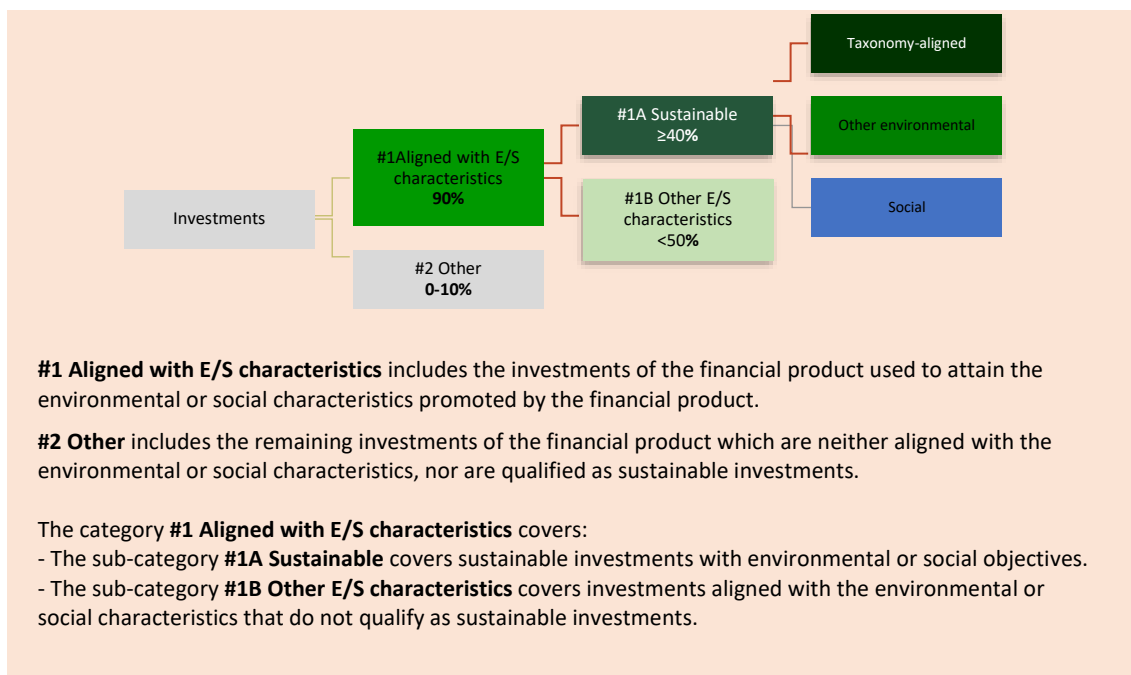 Taxonomy-aligned
#1A Sustainable
≥40%
Other environmental
#1Aligned with E/S
characteristics
90%
#1B Other E/S
characteristics
<50%
Social
Investments
#2 Other
0-10%
#1 Aligned with E/S characteristics includes the investments of the financial product used to attain the
environmental or social characteristics promoted by the financial product.
#2 Other includes the remaining investments of the financial product which are neither aligned with the
environmental or social characteristics, nor are qualified as sustainable investments.
The category #1 Aligned with E/S characteristics covers:
- The sub-category #1A Sustainable covers sustainable investments with environmental or social objectives.
- The sub-category #1B Other E/S characteristics covers investments aligned with the environmental or
social characteristics that do not qualify as sustainable investments.